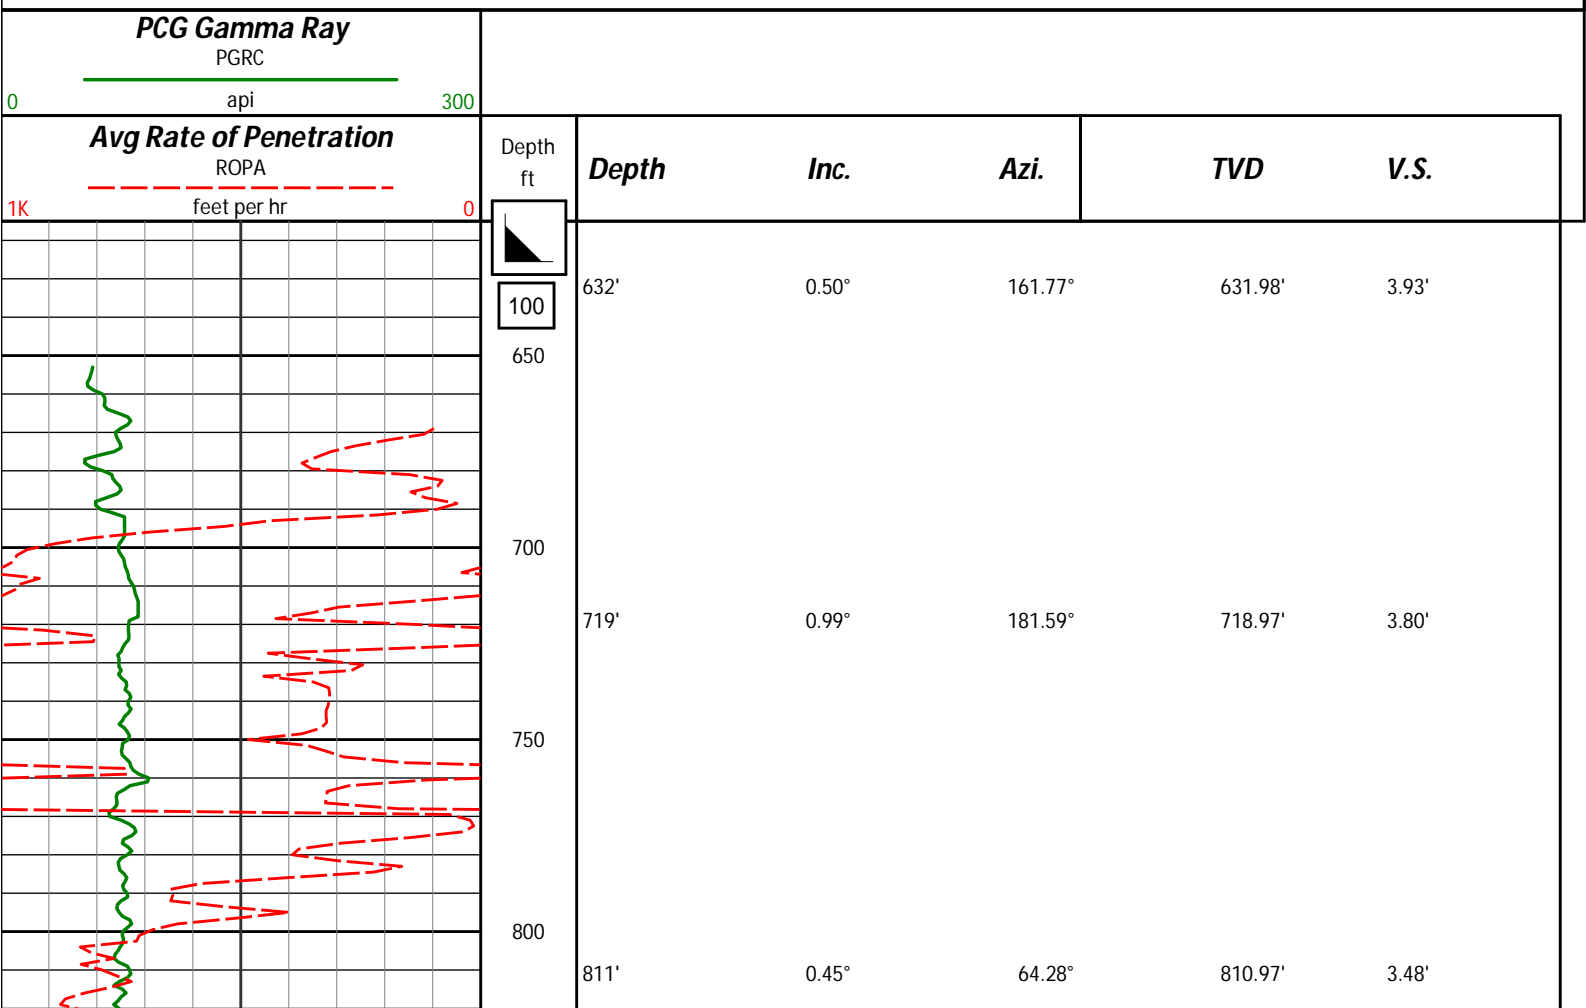 PCG Gamma Ray
PGRC
0 api 300
Avg Rate of Penetration
ROPA
1K feet per hr 0
Depth
ft
Depth Inc. Azi. TVD V.S.
632' 0.50° 161.77° 631.98' 3.93'
100
650
700
719' 0.99° 181.59° 718.97' 3.80'
750
800
811' 0.45° 64.28° 810.97' 3.48'